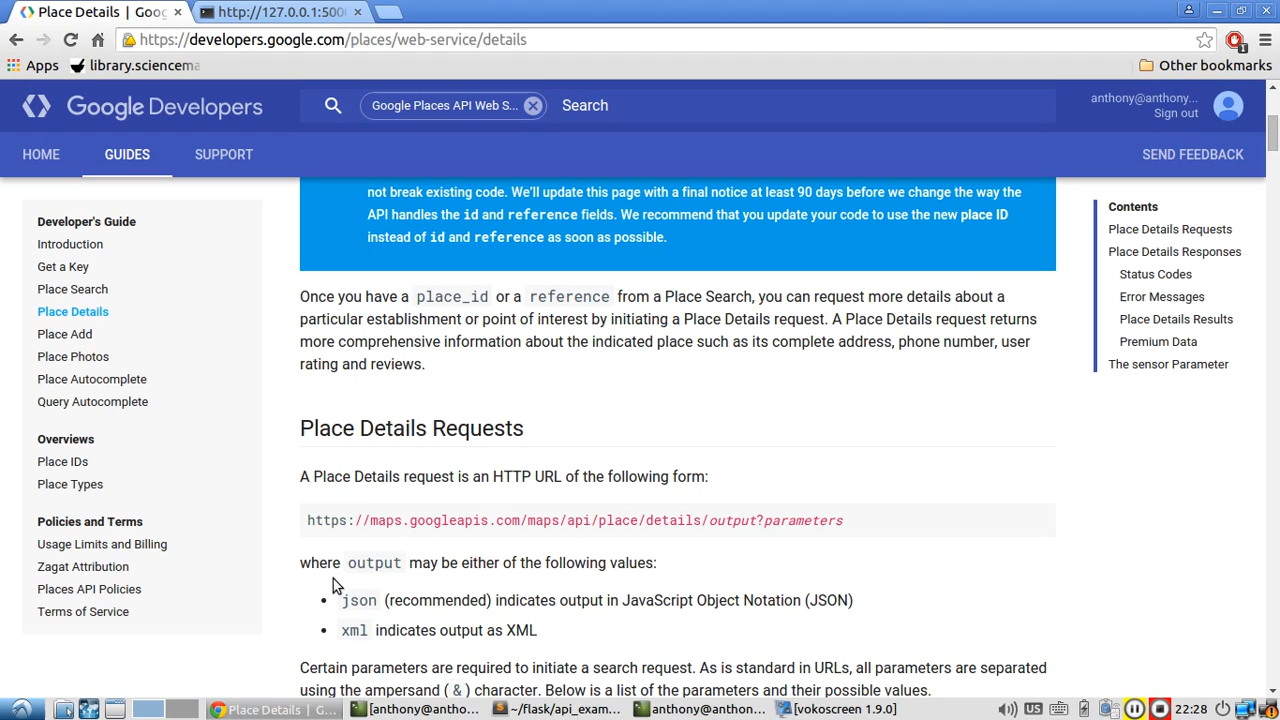 Place Details | Goog
http://127.0.0.1:500
https://developers.google.com/places/web-service/details
1
Apps
library.sciencema
Other bookmarks
Google Developers
Google Places API Web S...
Search
anthony@anthony...
Sign out
HOME
GUIDES
SUPPORT
SEND FEEDBACK
Developer's Guide
Introduction
Get a Key
Place Search
Place Details
Place Add
Place Photos
Place Autocomplete
Query Autocomplete
Overviews
Place IDs
Place Types
Policies and Terms
Usage Limits and Billing
Zagat Attribution
Places API Policies
Terms of Service
not break existing code. We'll update this page with a final notice at least 90 days before we change the way the
API handles the id and reference fields. We recommend that you update your code to use the new place ID
instead of id and reference as soon as possible.
Once you have a place_id or a reference from a Place Search, you can request more details about a
particular establishment or point of interest by initiating a Place Details request. A Place Details request returns
more comprehensive information about the indicated place such as its complete address, phone number, user
rating and reviews.
Place Details Requests
A Place Details request is an HTTP URL of the following form:
https://maps.googleapis.com/maps/api/place/details/output?parameters
where output may be either of the following values:
• json (recommended) indicates output in JavaScript Object Notation (JSON)
• xml indicates output as XML
Certain parameters are required to initiate a search request. As is standard in URLs, all parameters are separated
using the ampersand (&) character. Below is a list of the parameters and their possible values.
Contents
Place Details Requests
Place Details Responses
Status Codes
Error Messages
Place Details Results
Premium Data
The sensor Parameter
Place Details | G...
[anthony@anthony...
~/flask/api_exam...
anthony@anthony...
[vokoscreen 1.9.0]
22:28